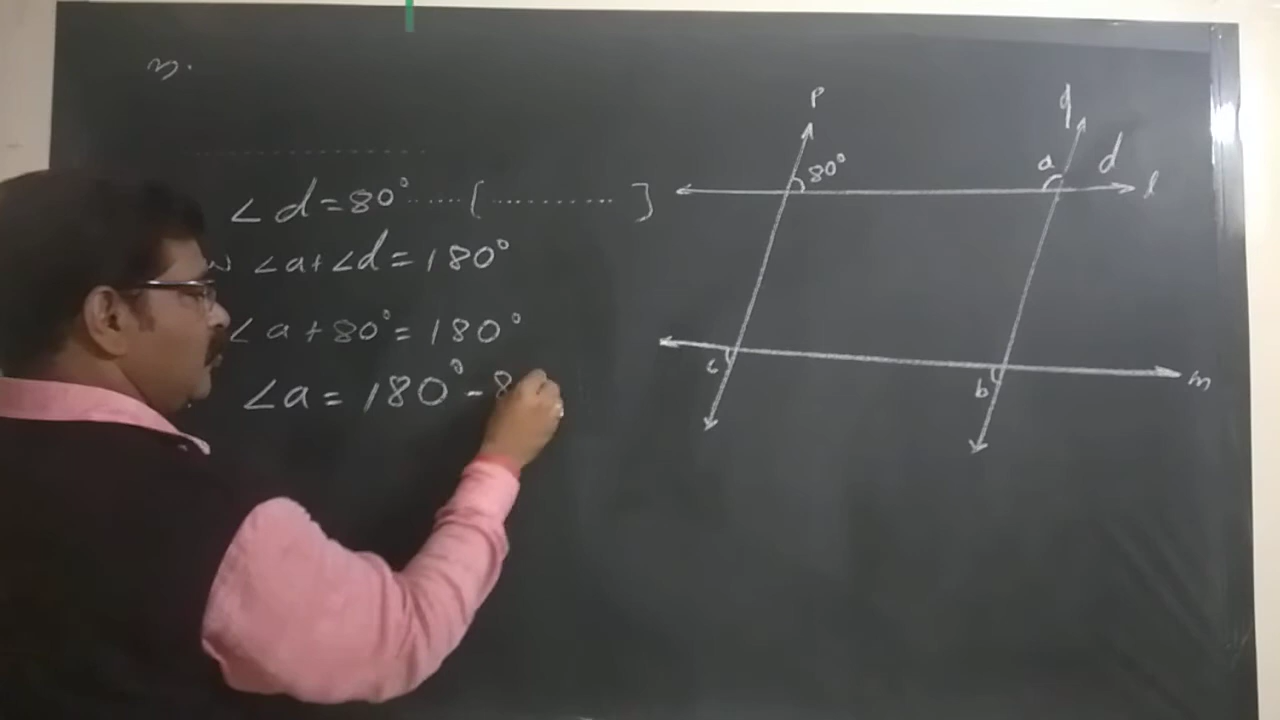 m.
∠d=80°.....[..........]
∠a+∠d=180°
∠a+80°=180°
∠a=180°-8
p
q
80°
a
d
l
c
b
m